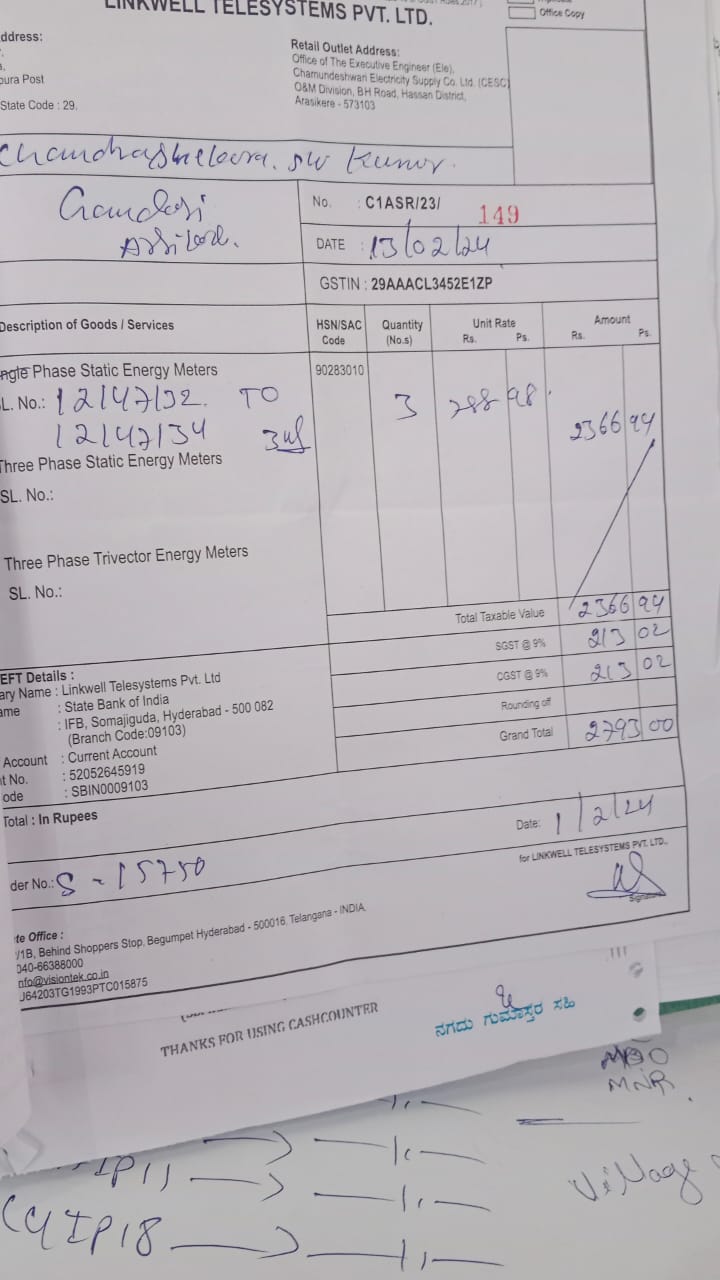 LINKWELL TELESYSTEMS PVT. LTD.
Office Copy
ddress:
ura Post
State Code : 29.
Retail Outlet Address:
Office of The Executive Engineer (Ele),
Chamundeshwari Electricity Supply Co. Ltd. (CESC)
O&M Division, BH Road, Hassan District,
Arasikere - 573103
Kumar.
No. : C1ASR/23/ 149
DATE : 13/02/24
GSTIN : 29AAACL3452E1ZP
Description of Goods / Services HSN/SAC Code Quantity (No.s) Unit Rate Rs. Ps. Amount Rs. Ps.
ngle Phase Static Energy Meters 90283010
L. No.: 12147132 TO 3 788 98 2366 94
12147134
Three Phase Static Energy Meters
SL. No.:
Three Phase Trivector Energy Meters
SL. No.:
Total Taxable Value 2366 94
SGST @ 9% 213 02
CGST @ 9% 213 02
Rounding off
Grand Total 2793 00
EFT Details :
ary Name : Linkwell Telesystems Pvt. Ltd
ame : State Bank of India
: IFB, Somajiguda, Hyderabad - 500 082
(Branch Code:09103)
Account : Current Account
t No. : 52052645919
ode : SBIN0009103
Total : In Rupees
Date: 1/2/24
for LINKWELL TELESYSTEMS PVT. LTD.,
der No.: S - 15750
Signature
te Office :
/1B, Behind Shoppers Stop, Begumpet Hyderabad - 500016, Telangana - INDIA
040-66388000
nfo@visiontek.co.in
J64203TG1993PTC015875
THANKS FOR USING CASHCOUNTER
ನಗದು ಗುಮಾಸ್ತರ ಸಹಿ
MNR.
IP11
Village
IP18